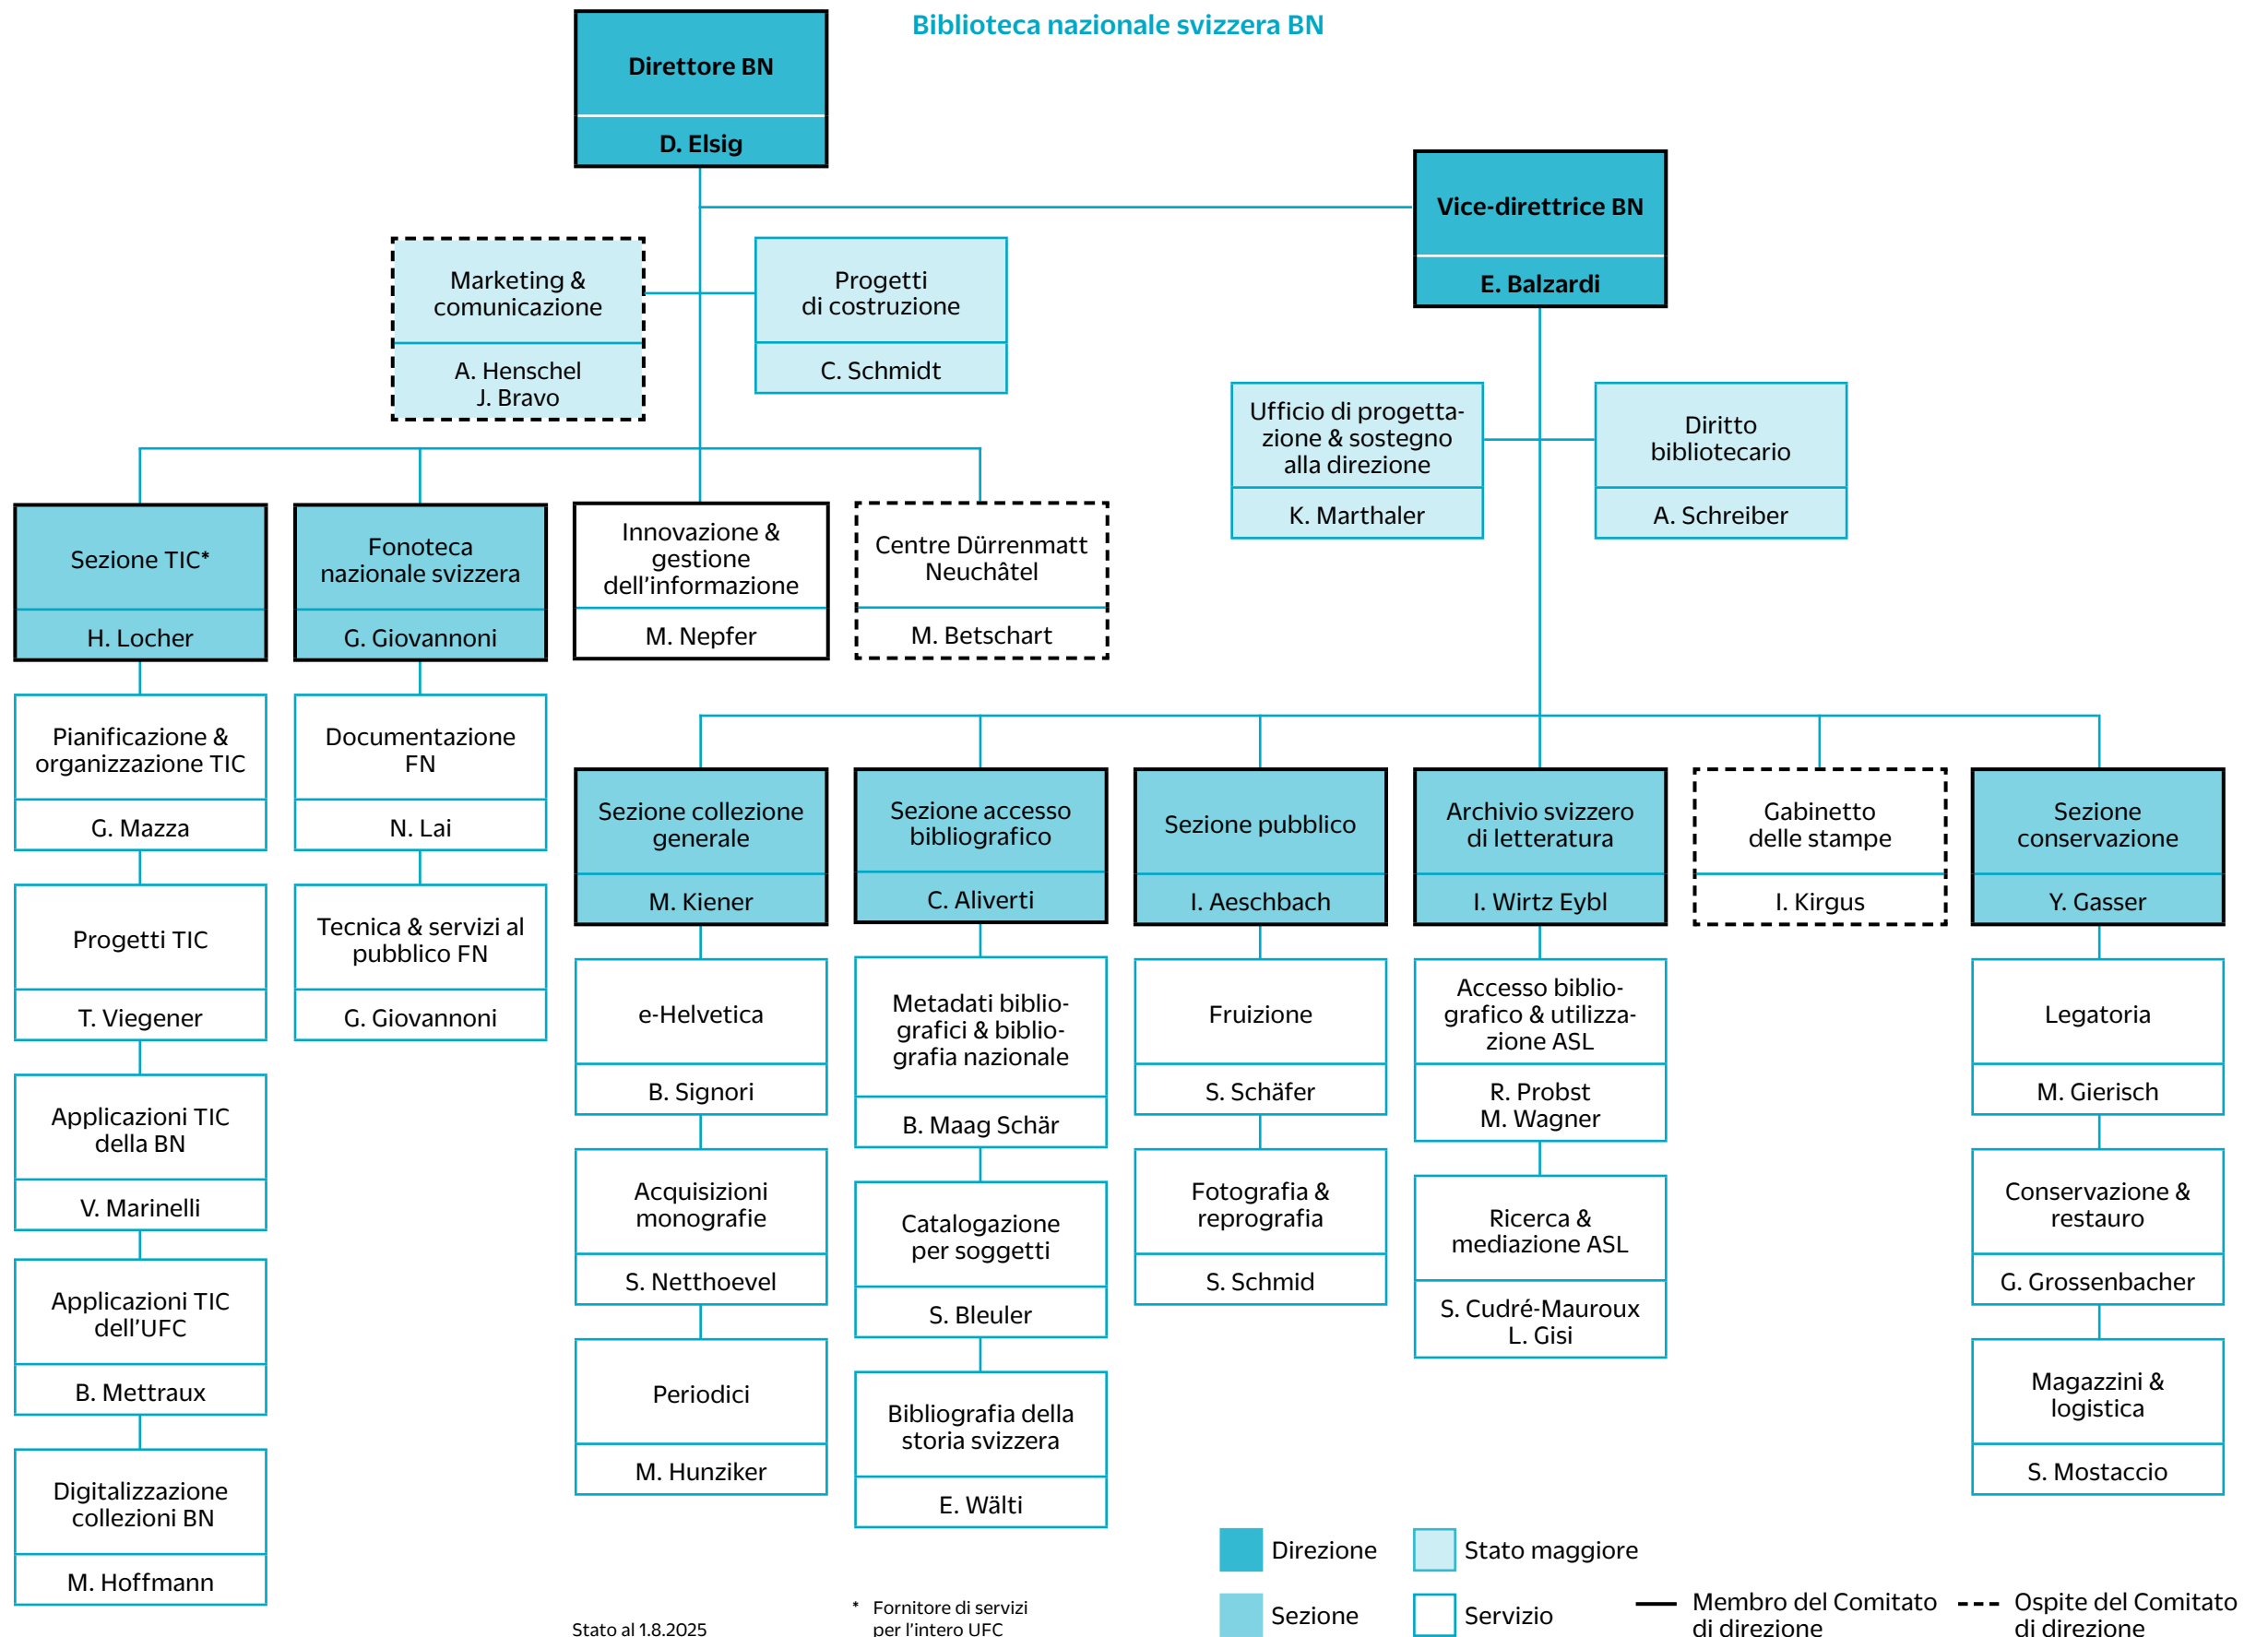 Biblioteca nazionale svizzera BN
Direttore BN
D. Elsig
Vice-direttrice BN
E. Balzardi
Marketing &
comunicazione
A. Henschel
J. Bravo
Progetti
di costruzione
C. Schmidt
Ufficio di progetta-
zione & sostegno
alla direzione
K. Marthaler
Diritto
bibliotecario
A. Schreiber
Sezione TIC*
H. Locher
Fonoteca
nazionale svizzera
G. Giovannoni
Innovazione &
gestione
dell'informazione
M. Nepfer
Centre Dürrenmatt
Neuchâtel
M. Betschart
Pianificazione &
organizzazione TIC
G. Mazza
Progetti TIC
T. Viegener
Applicazioni TIC
della BN
V. Marinelli
Applicazioni TIC
dell'UFC
B. Mettraux
Digitalizzazione
collezioni BN
M. Hoffmann
Documentazione
FN
N. Lai
Tecnica & servizi al
pubblico FN
G. Giovannoni
Sezione collezione
generale
M. Kiener
e-Helvetica
B. Signori
Acquisizioni
monografie
S. Netthoevel
Periodici
M. Hunziker
Sezione accesso
bibliografico
C. Aliverti
Metadati biblio-
grafici & biblio-
grafia nazionale
B. Maag Schär
Catalogazione
per soggetti
S. Bleuler
Bibliografia della
storia svizzera
E. Wälti
Sezione pubblico
I. Aeschbach
Fruizione
S. Schäfer
Fotografia &
reprografia
S. Schmid
Archivio svizzero
di letteratura
I. Wirtz Eybl
Accesso biblio-
grafico & utilizza-
zione ASL
R. Probst
M. Wagner
Ricerca &
mediazione ASL
S. Cudré-Mauroux
L. Gisi
Gabinetto
delle stampe
I. Kirgus
Sezione
conservazione
Y. Gasser
Legatoria
M. Gierisch
Conservazione &
restauro
G. Grossenbacher
Magazzini &
logistica
S. Mostaccio
Direzione
Stato maggiore
Sezione
Servizio
Membro del Comitato
di direzione
Ospite del Comitato
di direzione
Stato al 1.8.2025
* Fornitore di servizi
per l'intero UFC